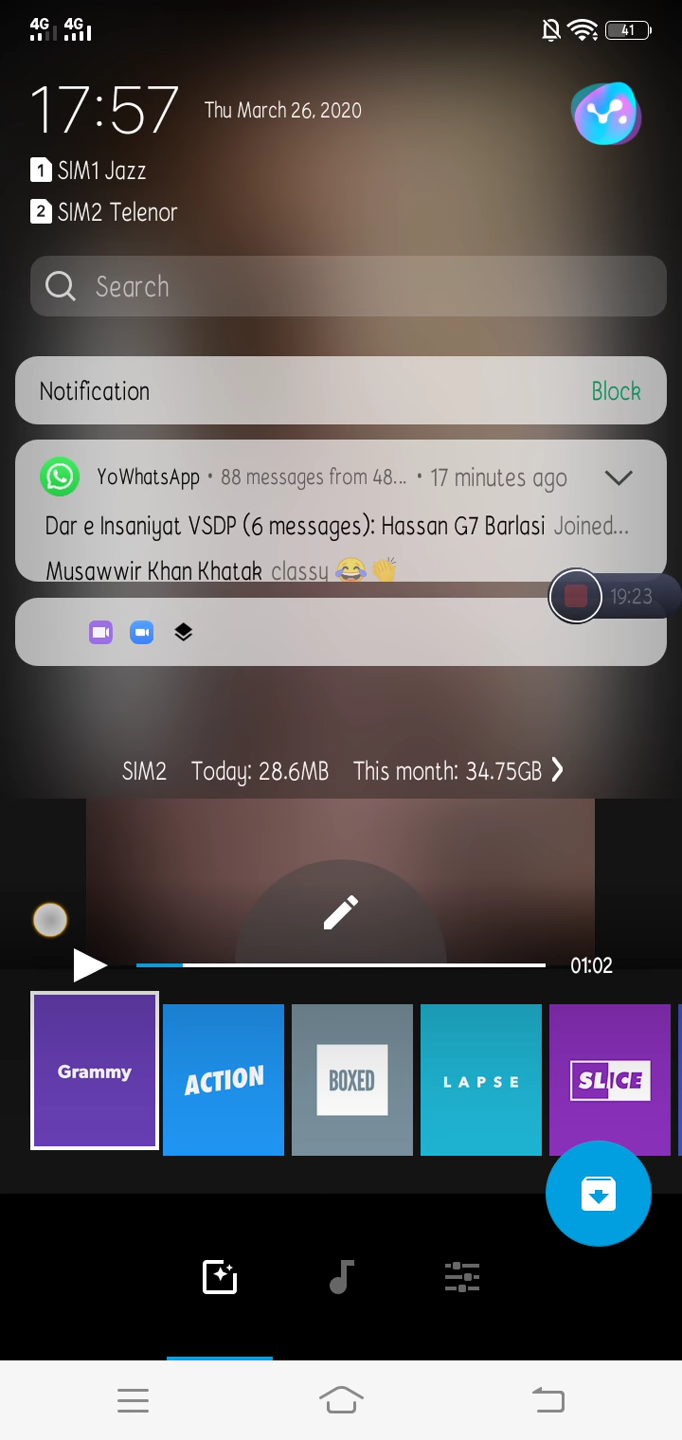 4G 4G 41
17:57 Thu March 26, 2020
1 SIM1 Jazz
2 SIM2 Telenor
Search
Notification Block
YoWhatsApp • 88 messages from 48... • 17 minutes ago
Dar e Insaniyat VSDP (6 messages): Hassan G7 Barlasi Joined...
Musawwir Khan Khatak classy 😂 👏
19:23
SIM2 Today: 28.6MB This month: 34.75GB
01:02
Grammy ACTION BOXED LAPSE SLICE